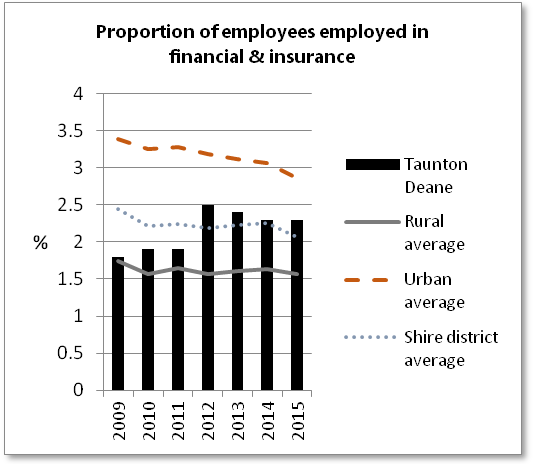 Proportion of employees employed in
financial & insurance
4
3.5
3
2.5
2
1.5
1
0.5
0
%
2009
2010
2011
2012
2013
2014
2015
Taunton
Deane
Rural
average
Urban
average
Shire district
average